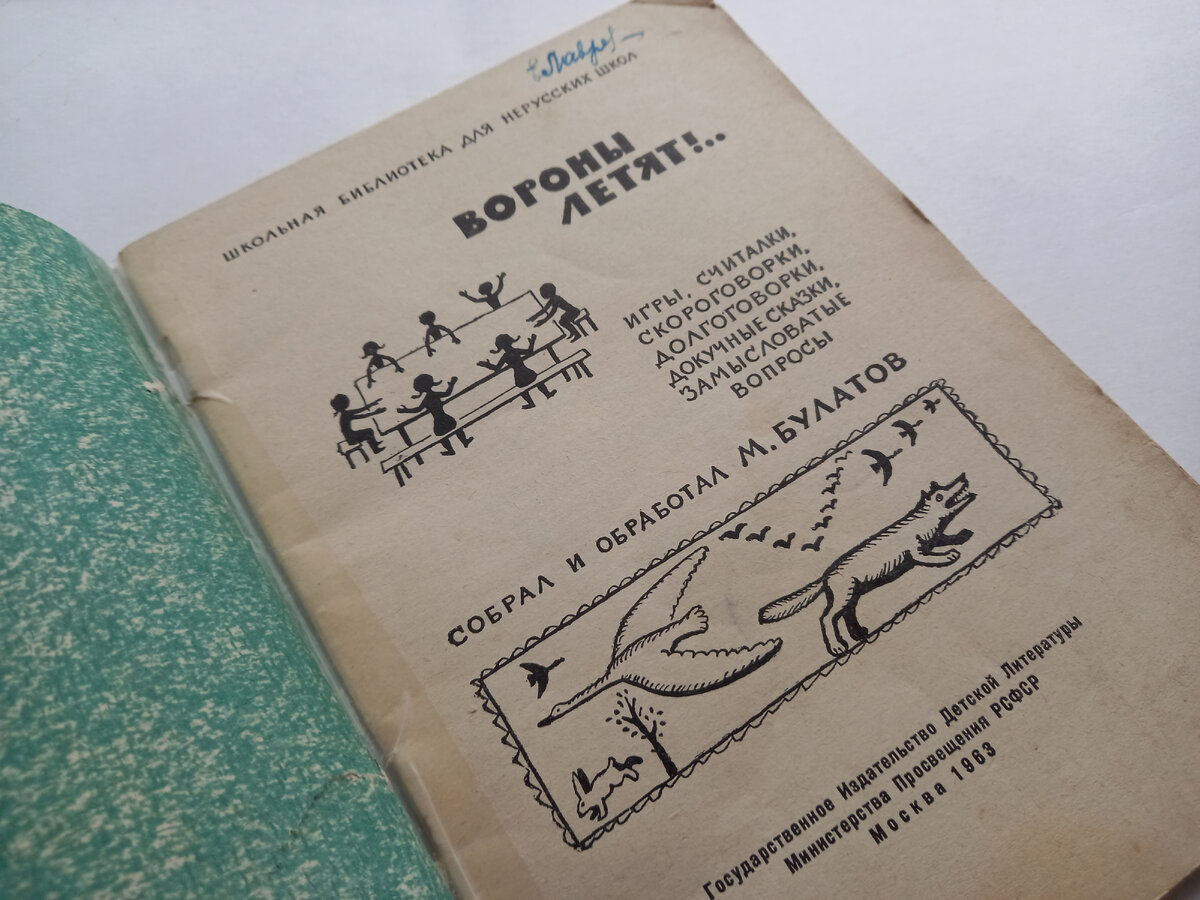 Лавре
ШКОЛЬНАЯ БИБЛИОТЕКА ДЛЯ НЕРУССКИХ ШКОЛ
ВОРОНЫ
ЛЕТЯТ!..
ИГРЫ, СЧИТАЛКИ,
СКОРОГОВОРКИ,
ДОЛГОГОВОРКИ,
ДОКУЧНЫЕ СКАЗКИ,
ЗАМЫСЛОВАТЫЕ
ВОПРОСЫ
СОБРАЛ И ОБРАБОТАЛ М. БУЛАТОВ
Государственное Издательство Детской Литературы
Министерства Просвещения РСФСР
Москва 1963